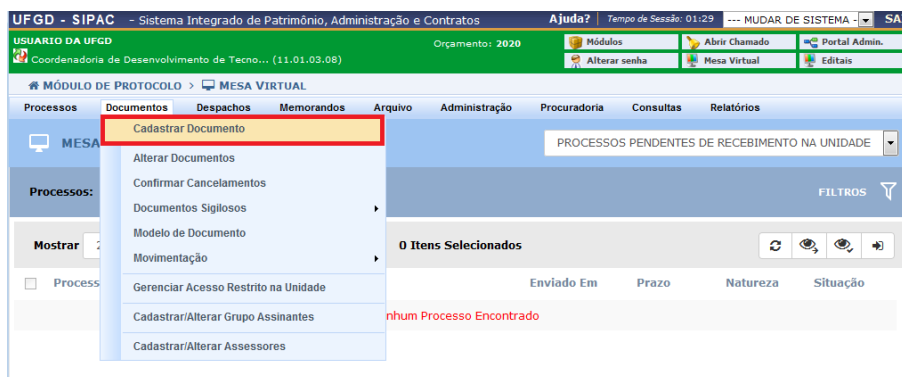 UFGD - SIPAC - Sistema Integrado de Patrimônio, Administração e Contratos Ajuda? Tempo de Sessão: 01:29 --- MUDAR DE SISTEMA - SA
USUARIO DA UFGD Orçamento: 2020 Módulos Abrir Chamado Portal Admin.
Coordenadoria de Desenvolvimento de Tecno... (11.01.03.08) Alterar senha Mesa Virtual Editais
MÓDULO DE PROTOCOLO > MESA VIRTUAL
Processos Documentos Despachos Memorandos Arquivo Administração Procuradoria Consultas Relatórios
Cadastrar Documento
MESA PROCESSOS PENDENTES DE RECEBIMENTO NA UNIDADE
Alterar Documentos
Confirmar Cancelamentos
Processos: FILTROS
Documentos Sigilosos
Modelo de Documento
Mostrar 2 0 Itens Selecionados
Movimentação
Process Enviado Em Prazo Natureza Situação
Gerenciar Acesso Restrito na Unidade
Cadastrar/Alterar Grupo Assinantes
nhum Processo Encontrado
Cadastrar/Alterar Assessores